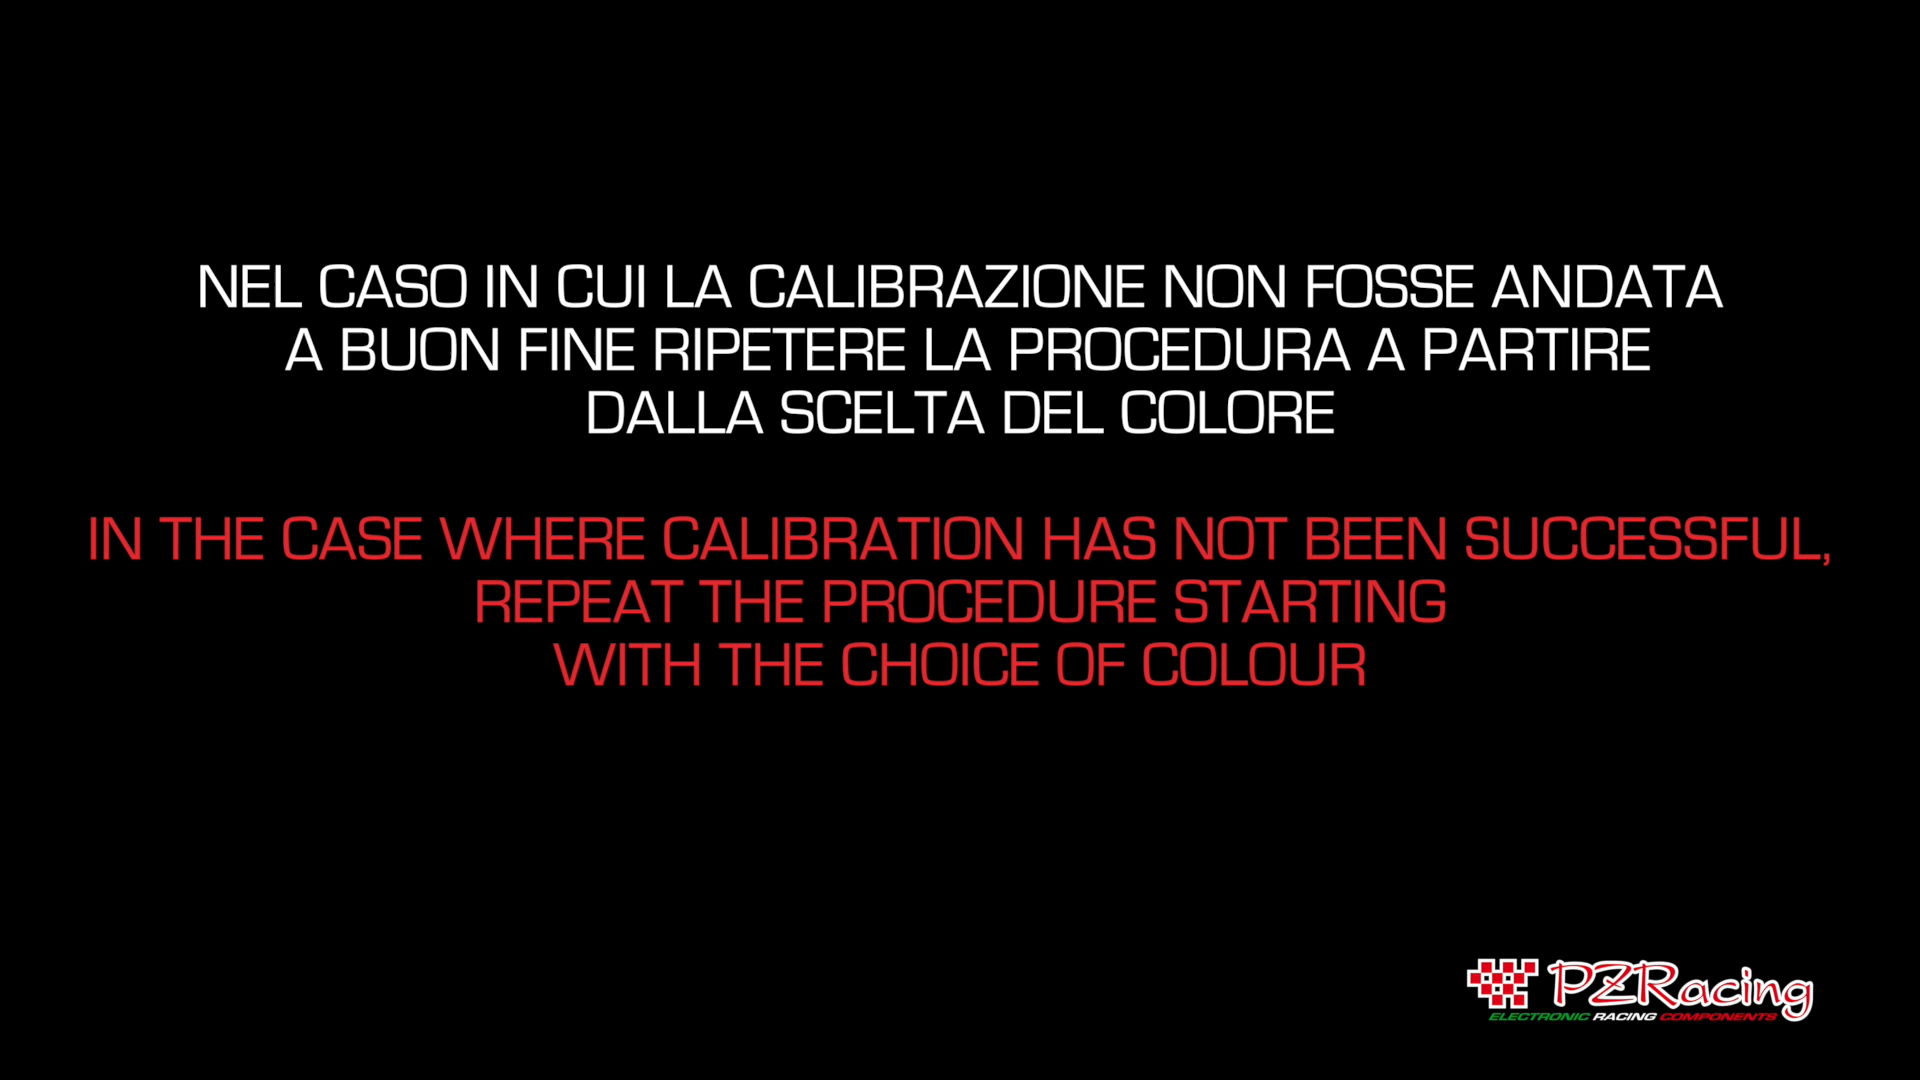 NEL CASO IN CUI LA CALIBRAZIONE NON FOSSE ANDATA
A BUON FINE RIPETERE LA PROCEDURA A PARTIRE
DALLA SCELTA DEL COLORE
IN THE CASE WHERE CALIBRATION HAS NOT BEEN SUCCESSFUL,
REPEAT THE PROCEDURE STARTING
WITH THE CHOICE OF COLOUR
PZRacing
ELECTRONIC RACING COMPONENTS